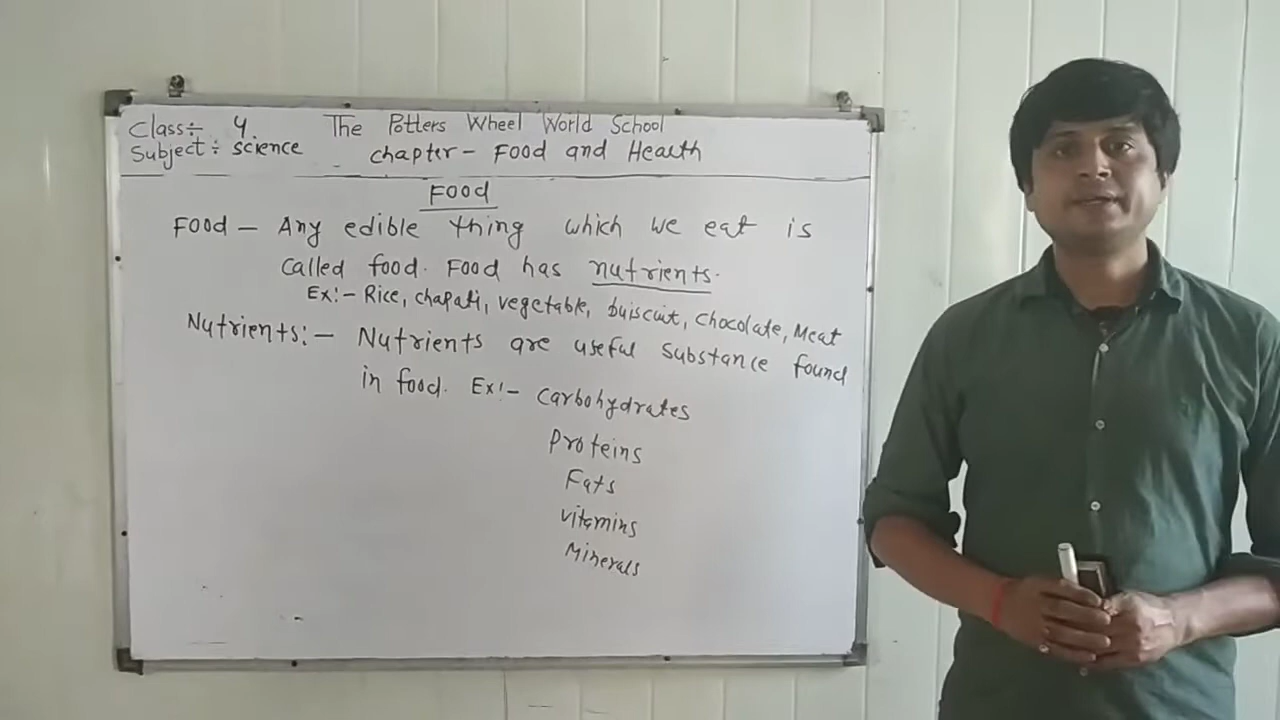 Class÷ 4 The Potters Wheel World School
Subject÷ science chapter- Food and Health
FOOD
FOOD - Any edible thing which we eat is
called food. Food has nutrients.
Ex:- Rice, chapati, vegetable, buiscuit, Chocolate, Meat
Nutrients:- Nutrients are useful substance found
in food. Ex:- carbohydrates
Proteins
Fats
vitamins
Minerals